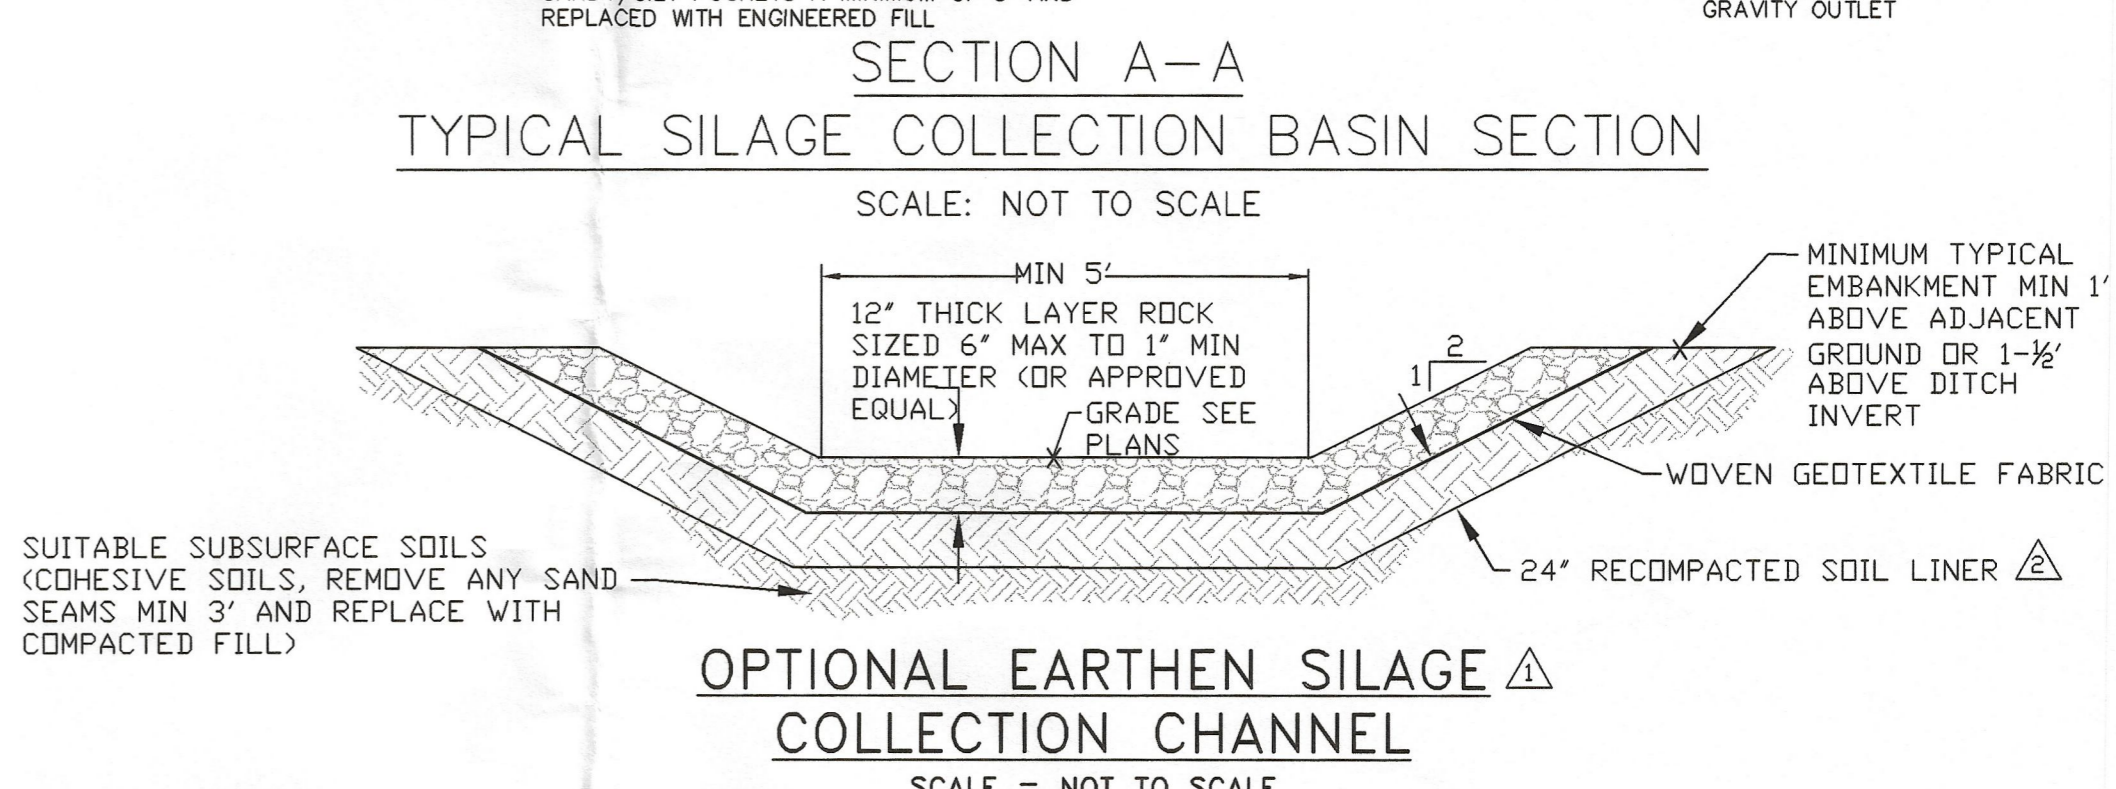 REPLACED WITH ENGINEERED FILL
GRAVITY OUTLET
SECTION A-A
TYPICAL SILAGE COLLECTION BASIN SECTION
SCALE: NOT TO SCALE
MIN 5'
12" THICK LAYER ROCK
SIZED 6" MAX TO 1" MIN
DIAMETER (OR APPROVED
EQUAL)
GRADE SEE
PLANS
2
1
MINIMUM TYPICAL
EMBANKMENT MIN 1'
ABOVE ADJACENT
GROUND OR 1-½'
ABOVE DITCH
INVERT
WOVEN GEOTEXTILE FABRIC
24" RECOMPACTED SOIL LINER 2
SUITABLE SUBSURFACE SOILS
(COHESIVE SOILS, REMOVE ANY SAND
SEAMS MIN 3' AND REPLACE WITH
COMPACTED FILL)
OPTIONAL EARTHEN SILAGE 1
COLLECTION CHANNEL
SCALE = NOT TO SCALE